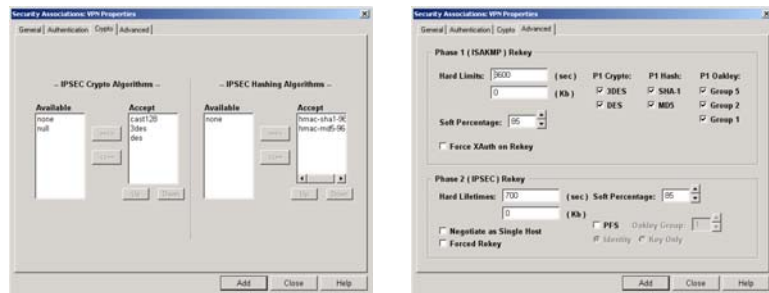 Security Associations: VPN Properties
General Authentication Crypto Advanced
-- IPSEC Crypto Algorithms --
Available
none
null
Accept
cast128
3des
des
Up Down
-- IPSEC Hashing Algorithms --
Available
none
Accept
hmac-sha1-96
hmac-md5-96
Up Down
Add Close Help
Security Associations: VPN Properties
General Authentication Crypto Advanced
Phase 1 ( ISAKMP ) Rekey
Hard Limits: 3600 ( sec )
0 ( Kb )
Soft Percentage: 85
Force XAuth on Rekey
P1 Crypto:
3DES
DES
P1 Hash:
SHA-1
MD5
P1 Oakley:
Group 5
Group 2
Group 1
Phase 2 ( IPSEC ) Rekey
Hard Lifetimes: 700 ( sec ) Soft Percentage: 85
0 ( Kb )
Negotiate as Single Host
Forced Rekey
PFS Oakley Group: 1
Identity Key Only
Add Close Help